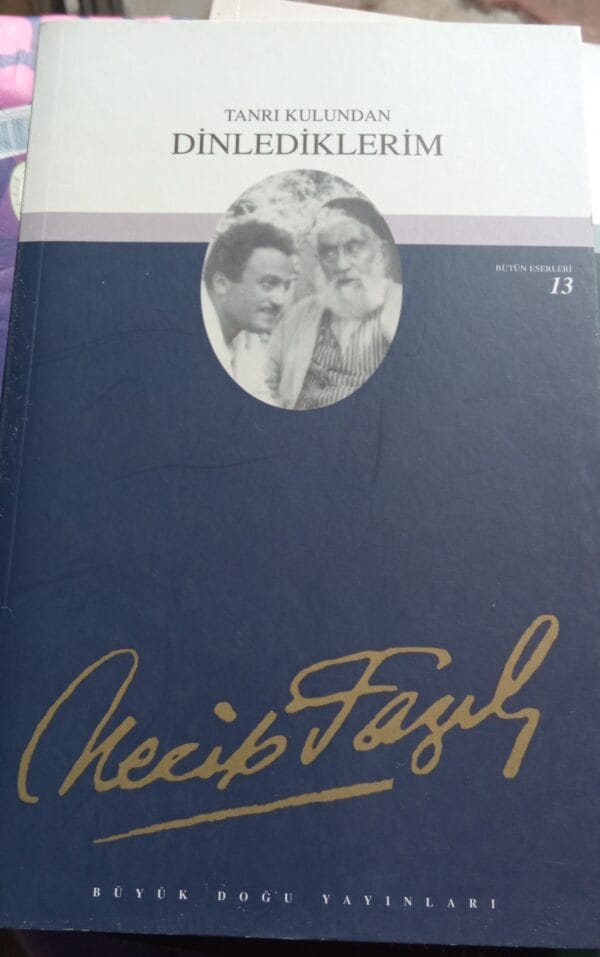 TANRI KULUNDAN
DİNLEDİKLERİM
BÜTÜN ESERLERİ
13
Necip Fazıl
BÜYÜK DOĞU YAYINLARI